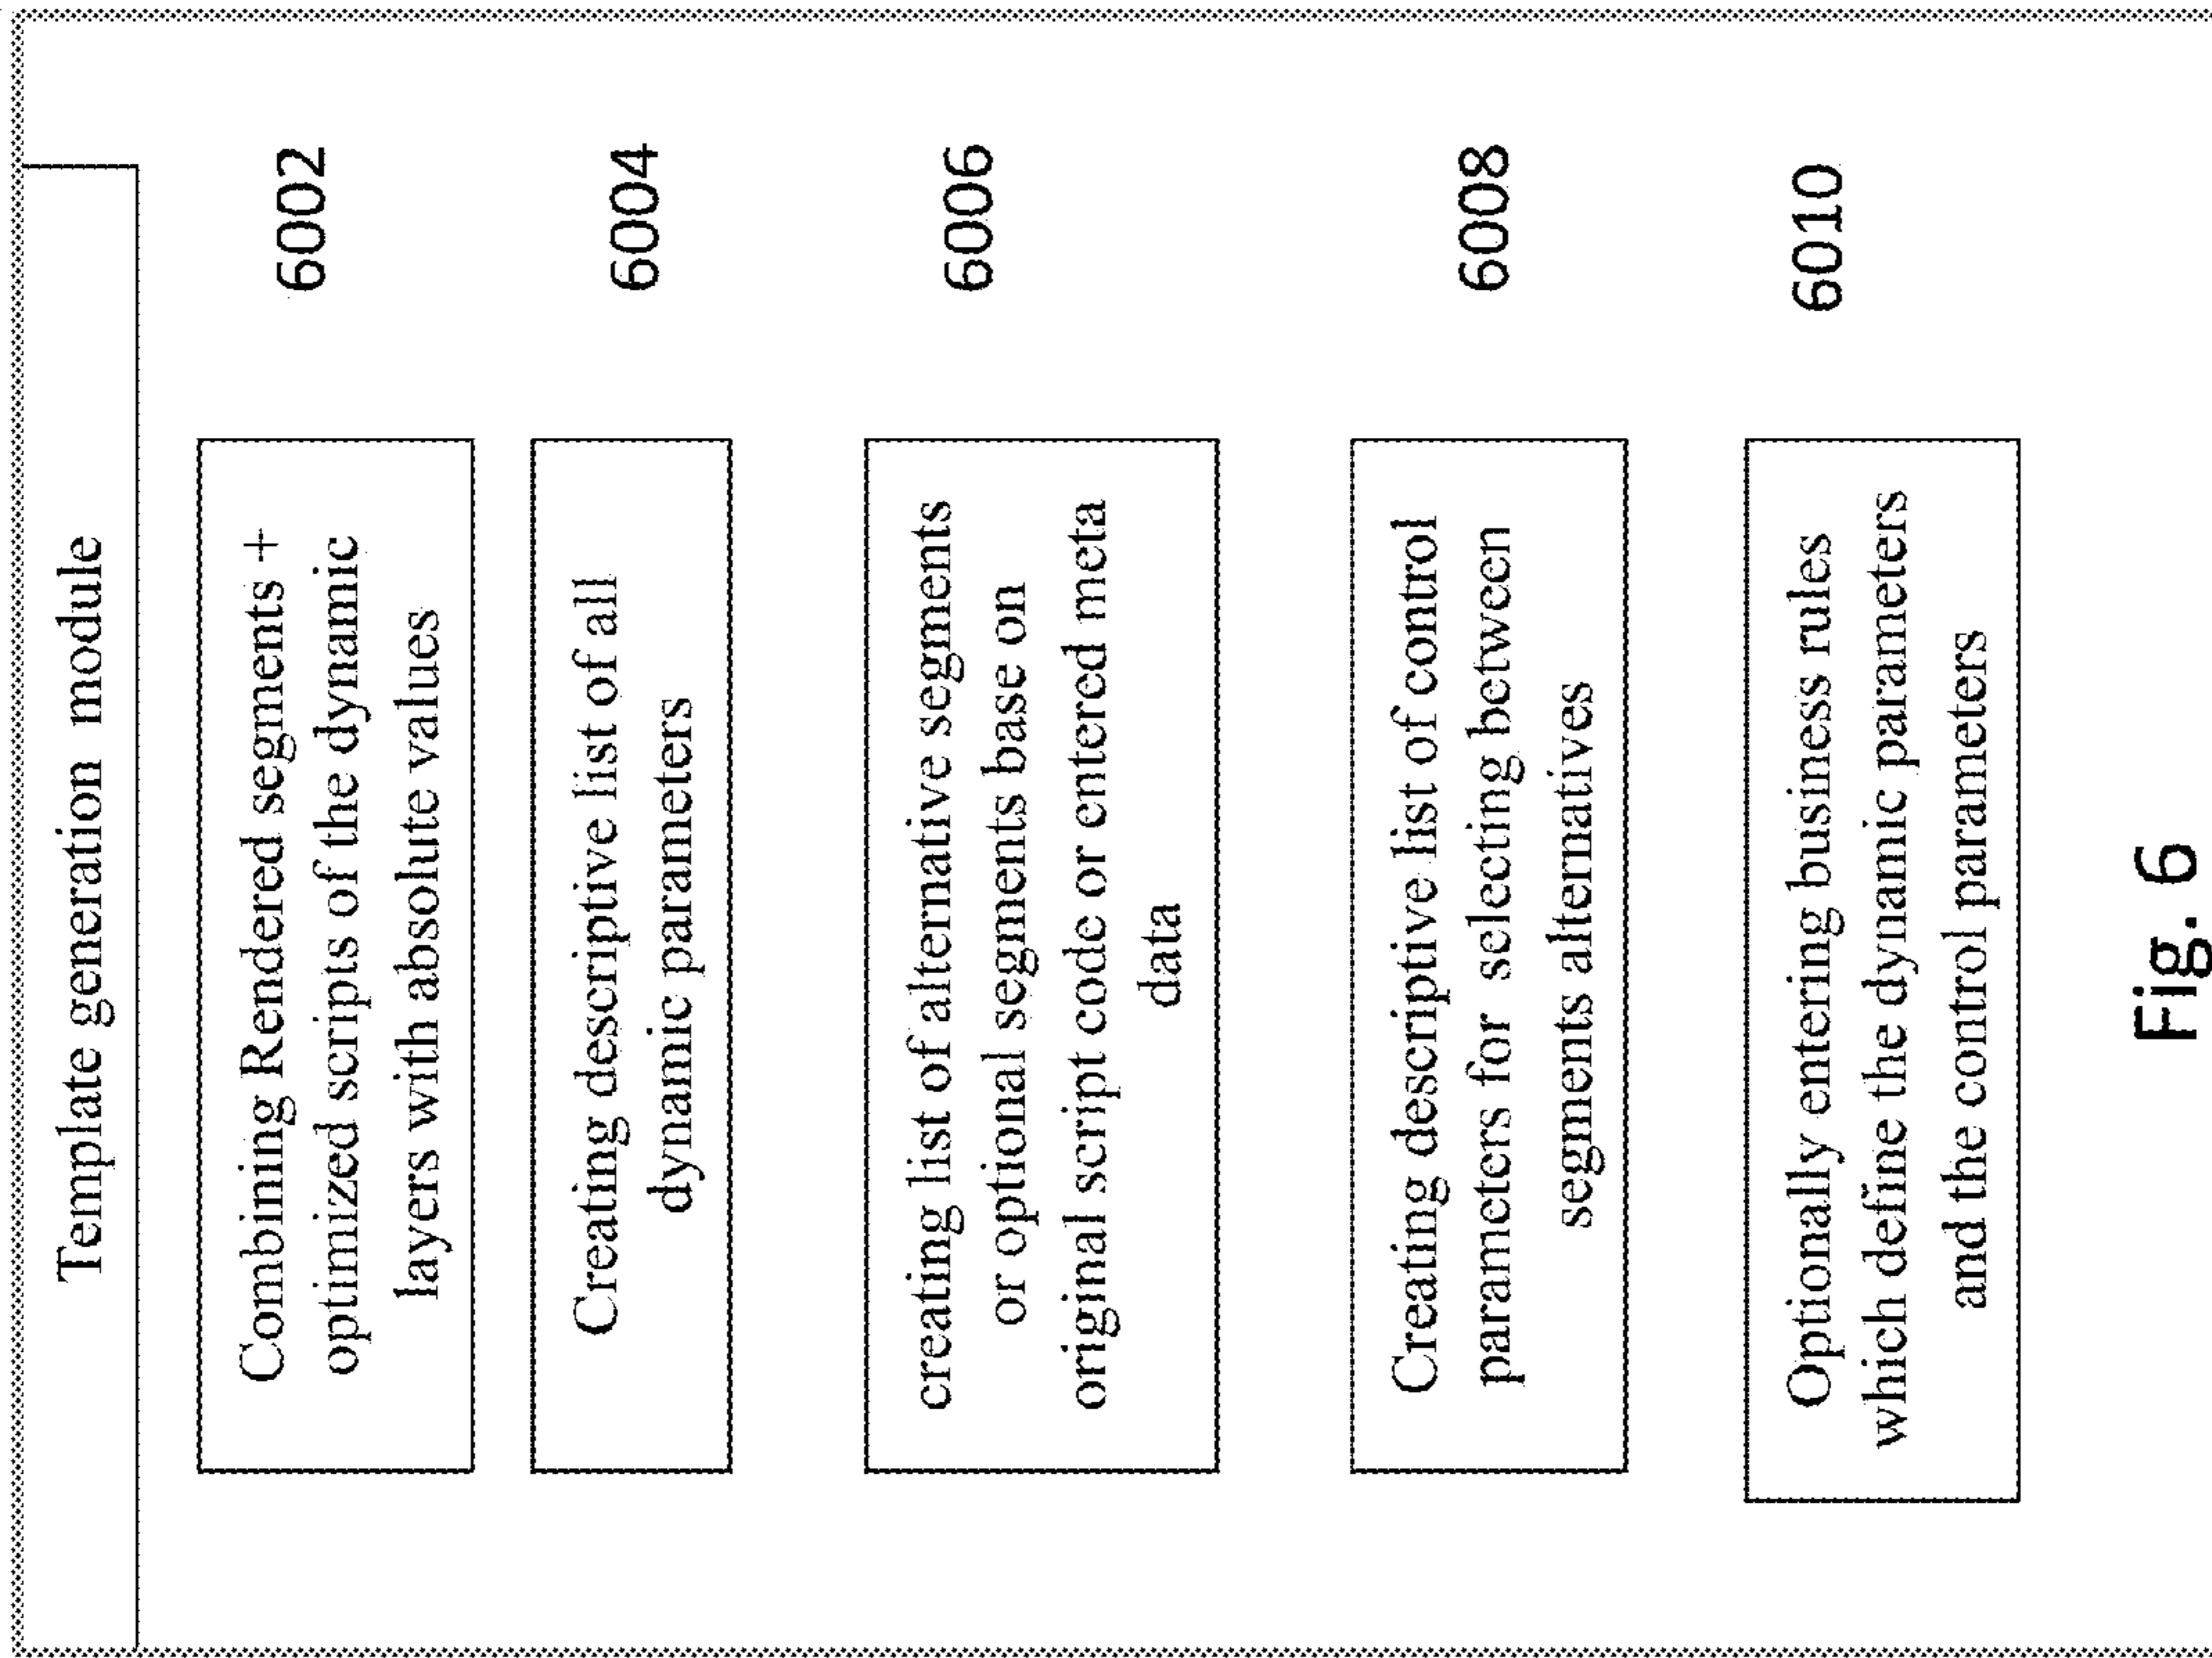 Template generation module
Combining Rendered segments +
optimized scripts of the dynamic
layers with absolute values
6002
Creating descriptive list of all
dynamic parameters
6004
creating list of alternative segments
or optional segments base on
original script code or entered meta
data
6006
Creating descriptive list of control
parameters for selecting between
segments alternatives
6008
Optionally entering business rules
which define the dynamic parameters
and the control parameters
6010
Fig. 6